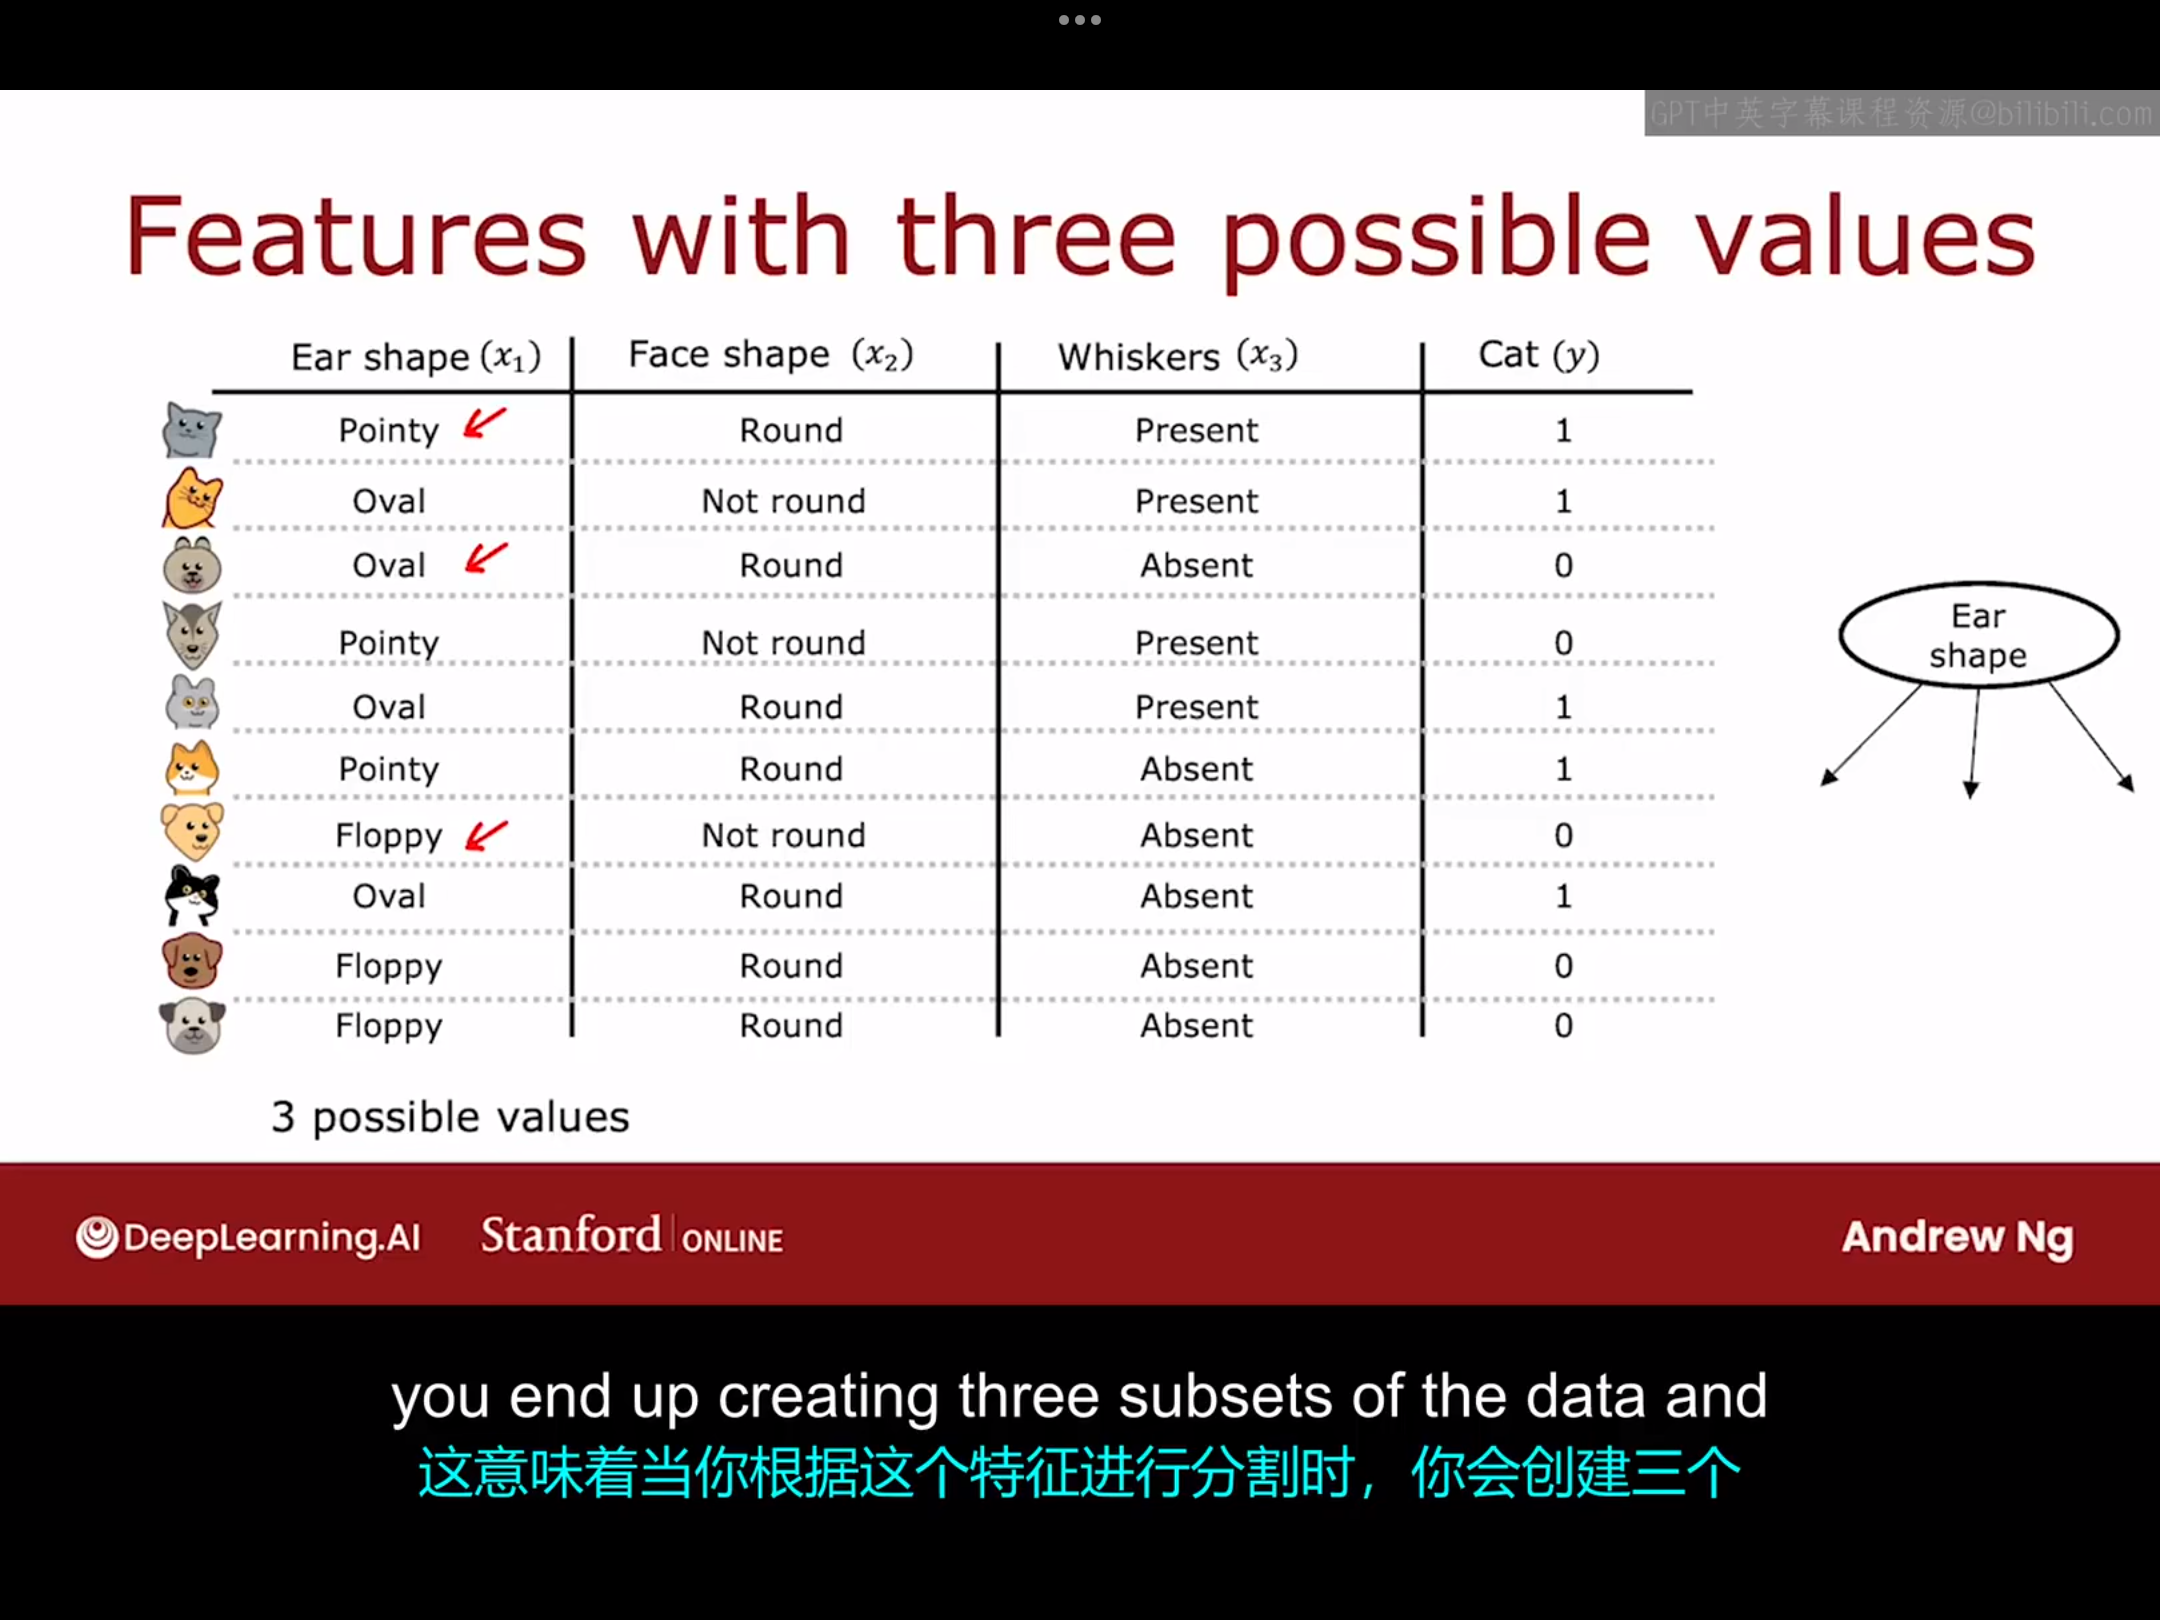 GPT中英字幕课程资源@bilibili.com
Features with three possible values
Ear shape (x₁) Face shape (x₂) Whiskers (x₃) Cat (y)
Pointy Round Present 1
Oval Not round Present 1
Oval Round Absent 0
Pointy Not round Present 0
Oval Round Present 1
Pointy Round Absent 1
Floppy Not round Absent 0
Oval Round Absent 1
Floppy Round Absent 0
Floppy Round Absent 0
Ear
shape
3 possible values
DeepLearning.AI Stanford ONLINE Andrew Ng
you end up creating three subsets of the data and
这意味着当你根据这个特征进行分割时，你会创建三个